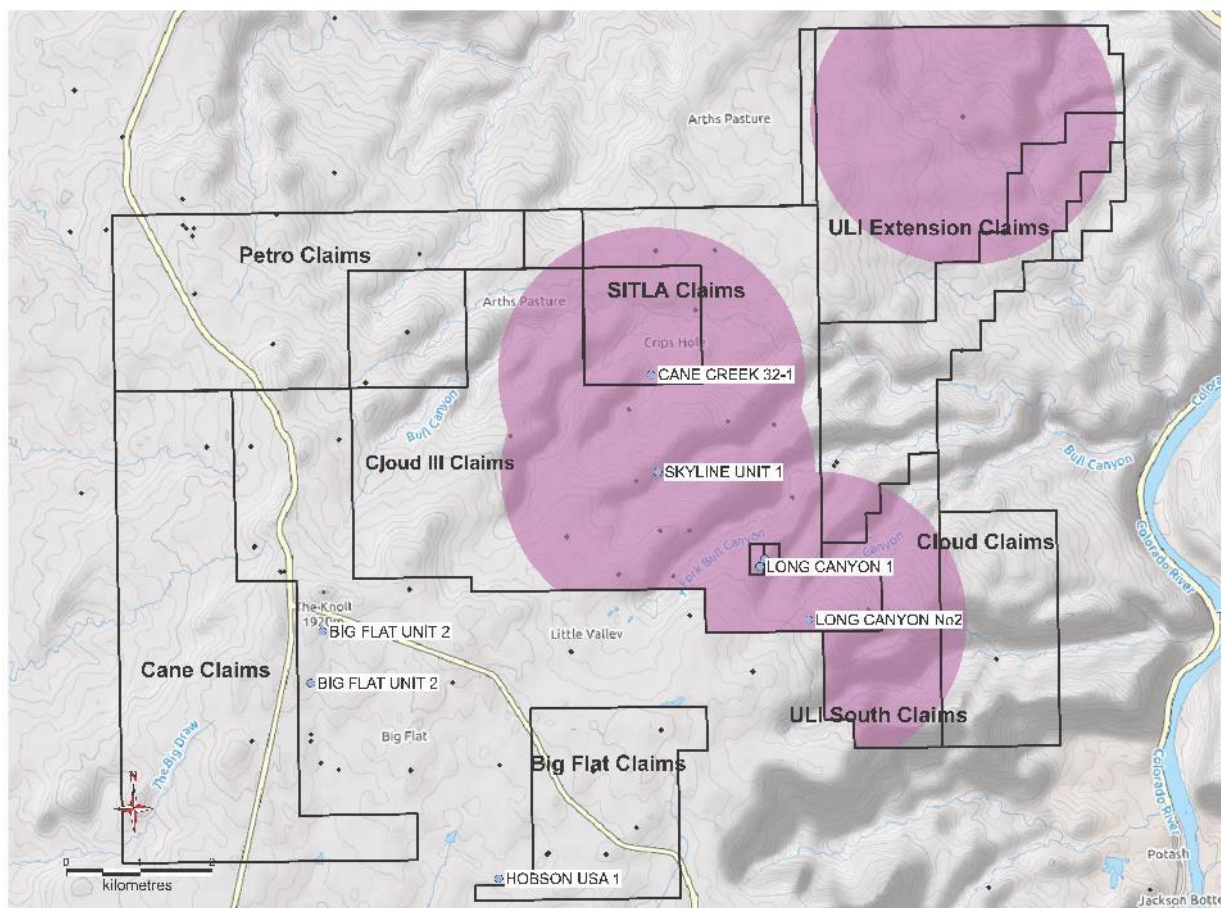 Arths Pasture
ULI Extension Claims
Petro Claims
SITLA Claims
Arths Pasture
Crips Hole
CANE CREEK 32-1
Bull Canyon
Colorado River
Bull Canyon
Cloud III Claims
SKYLINE UNIT 1
Cloud Claims
Canyon
y Fork Bull Canyon
LONG CANYON 1
The Knoll
1920m
BIG FLAT UNIT 2
Little Valley
LONG CANYON No2
Cane Claims
BIG FLAT UNIT 2
ULI South Claims
Big Flat
The Big Draw
Big Flat Claims
Colorado River
N
0 1 2
kilometres
HOBSON USA 1
Potash
Jackson Botto